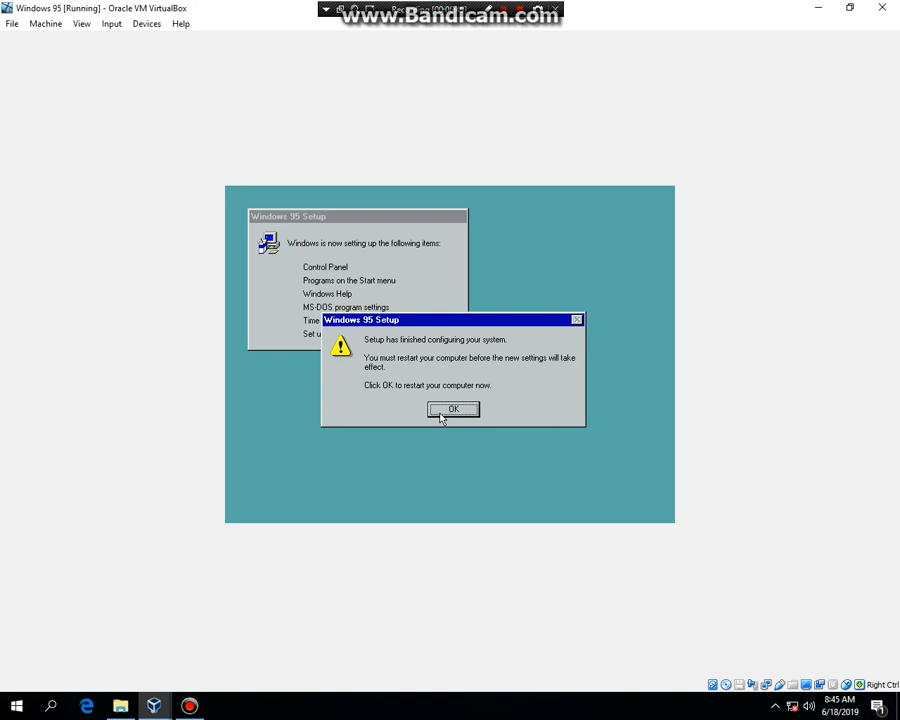 Windows 95 [Running] - Oracle VM VirtualBox
www.Bandicam.com
File Machine View Input Devices Help
Windows 95 Setup
Windows is now setting up the following items:
Control Panel
Programs on the Start menu
Windows Help
MS-DOS program settings
Time
Set u
Windows 95 Setup
Setup has finished configuring your system.
You must restart your computer before the new settings will take
effect.
Click OK to restart your computer now.
OK
Right Ctrl
8:45 AM
6/18/2019
1